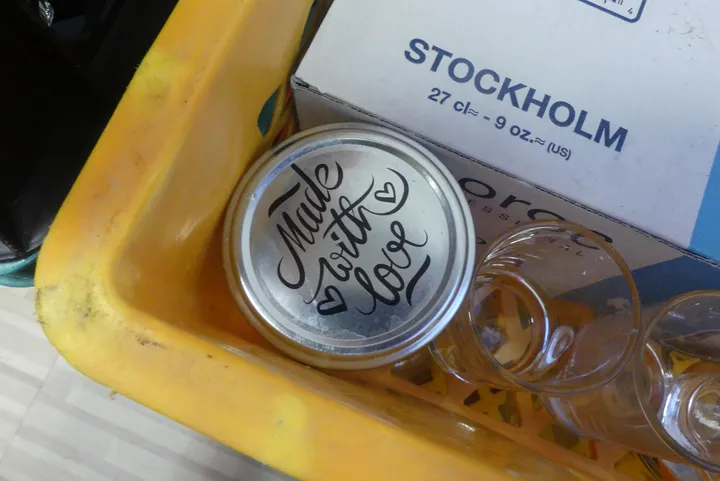 STOCKHOLM
27 cl≈ - 9 oz.≈ (US)
Made
with
love